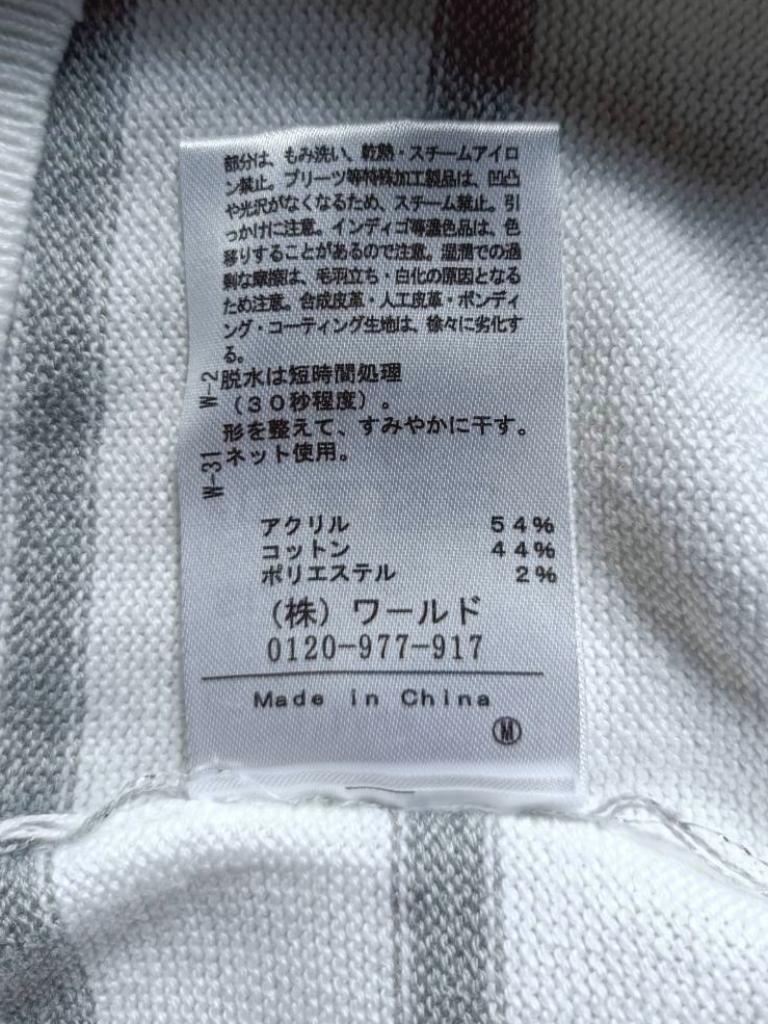 部分は、もみ洗い、乾熱・スチームアイロ
ン禁止。プリーツ等特殊加工製品は、凹凸
や光沢がなくなるため、スチーム禁止。引
っかけに注意。インディゴ等濃色品は、色
移りすることがあるので注意。湿潤での過
剰な摩擦は、毛羽立ち・白化の原因となる
ため注意。合成皮革・人工皮革・ボンディ
ング・コーティング生地は、徐々に劣化す
る。
W-2
脱水は短時間処理
（３０秒程度）。
形を整えて、すみやかに干す。
W-31
ネット使用。
アクリル ５４％
コットン ４４％
ポリエステル ２％
（株）ワールド
0120-977-917
Made in China
M